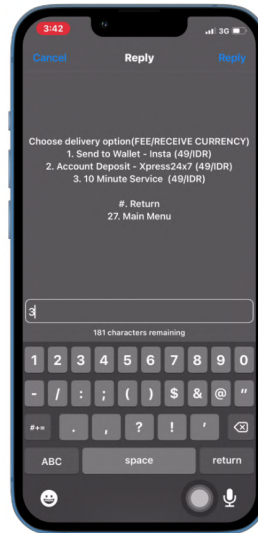 3:42
3G
Cancel Reply Reply
Choose delivery option(FEE/RECEIVE CURRENCY)
1. Send to Wallet - Insta (49/IDR)
2. Account Deposit - Xpress24x7 (49/IDR)
3. 10 Minute Service (49/IDR)
#. Return
27. Main Menu
3
181 characters remaining
1 2 3 4 5 6 7 8 9 0
- / : ; ( ) $ & @ "
#+= . , ? ! '
ABC space return